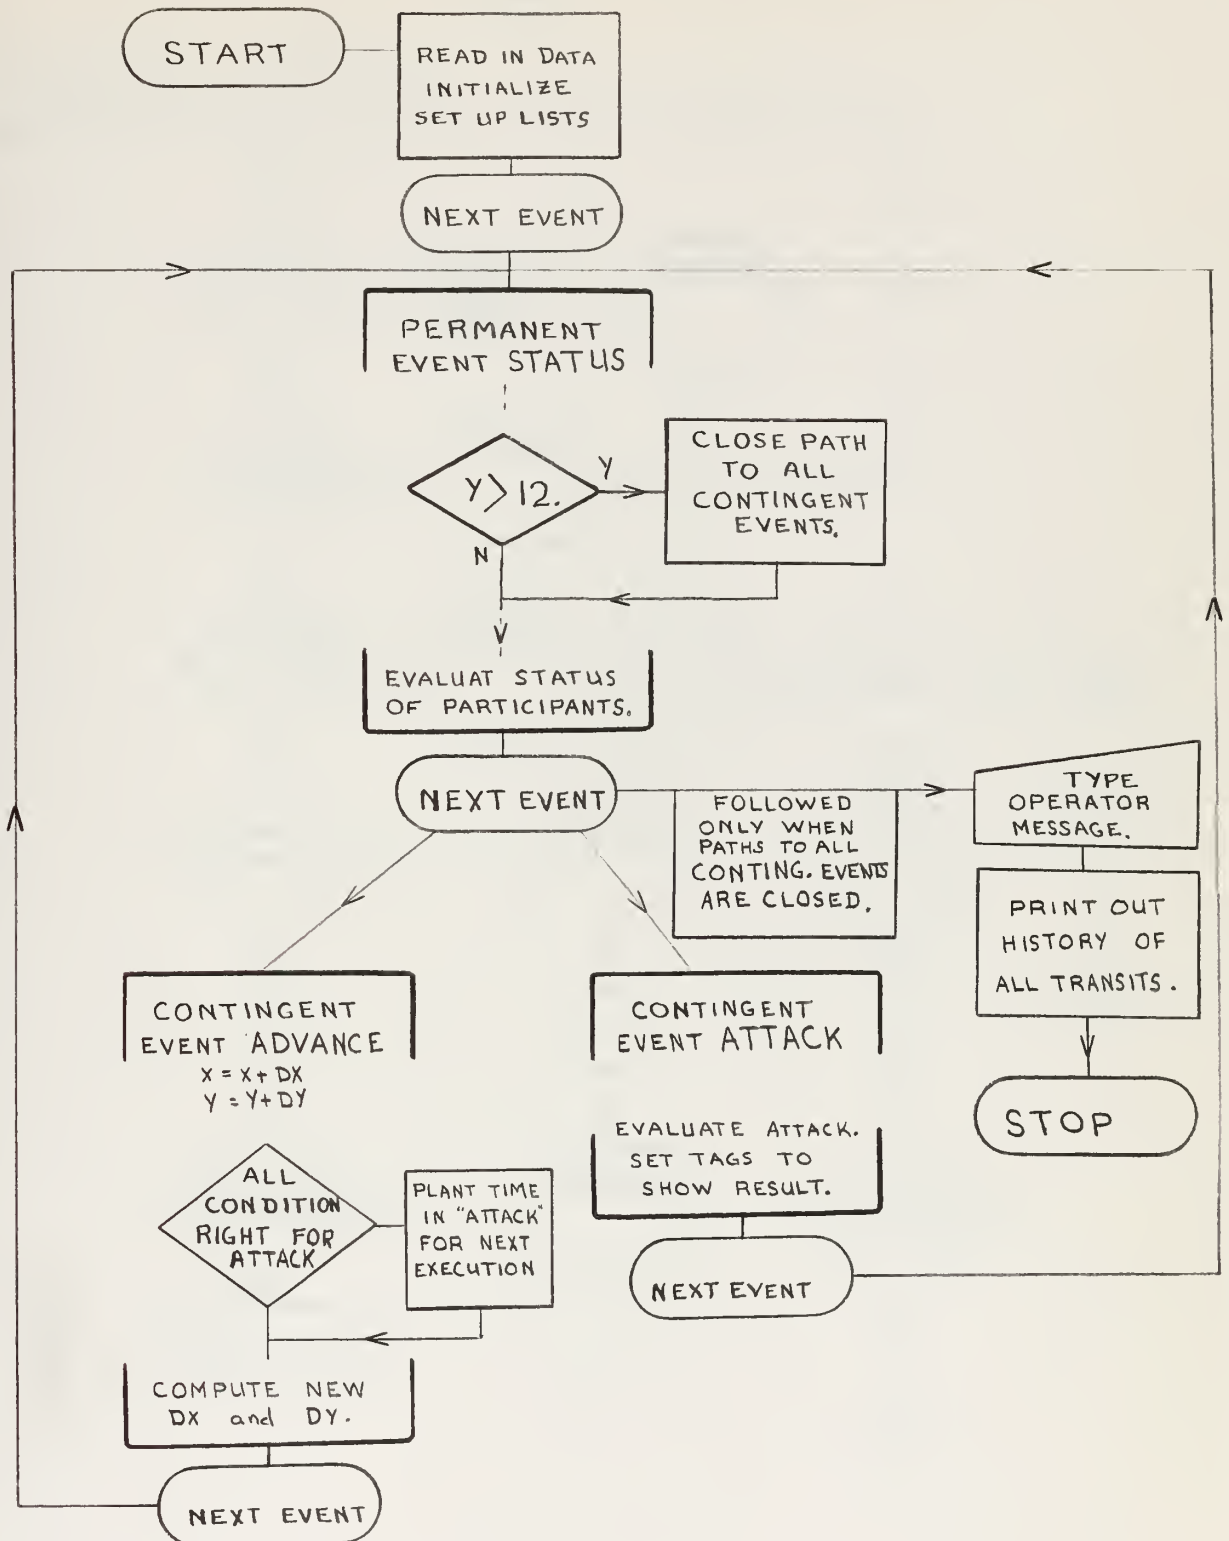 START
READ IN DATA
INITIALIZE
SET UP LISTS
NEXT EVENT
PERMANENT
EVENT STATUS
Y > 12.
Y
N
CLOSE PATH
TO ALL
CONTINGENT
EVENTS.
EVALUAT STATUS
OF PARTICIPANTS.
NEXT EVENT
FOLLOWED
ONLY WHEN
PATHS TO ALL
CONTING. EVENTS
ARE CLOSED.
TYPE
OPERATOR
MESSAGE.
PRINT OUT
HISTORY OF
ALL TRANSITS.
STOP
CONTINGENT
EVENT ADVANCE
X = X + DX
Y = Y + DY
ALL
CONDITION
RIGHT FOR
ATTACK
PLANT TIME
IN "ATTACK"
FOR NEXT
EXECUTION
COMPUTE NEW
DX and DY.
NEXT EVENT
CONTINGENT
EVENT ATTACK
EVALUATE ATTACK.
SET TAGS TO
SHOW RESULT.
NEXT EVENT